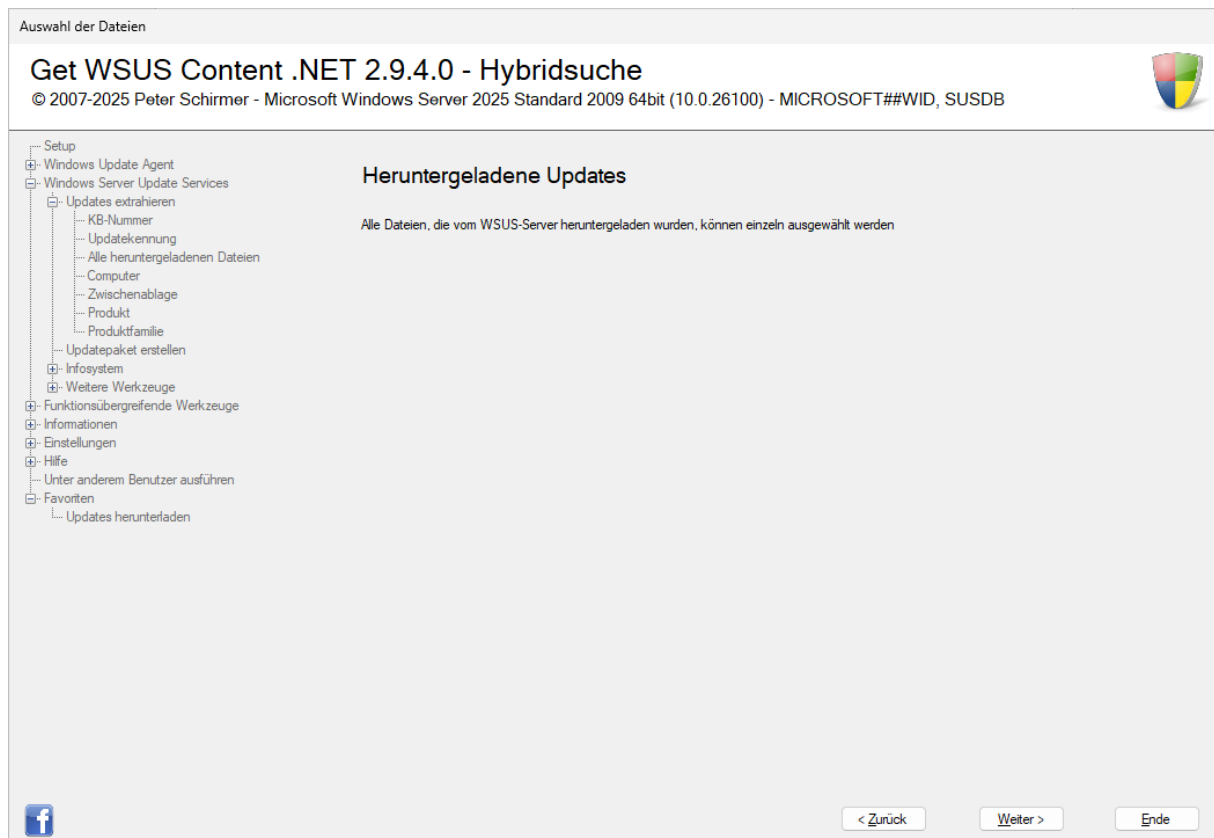 Auswahl der Dateien
Get WSUS Content .NET 2.9.4.0 - Hybridsuche
© 2007-2025 Peter Schirmer - Microsoft Windows Server 2025 Standard 2009 64bit (10.0.26100) - MICROSOFT##WID, SUSDB
Setup
Windows Update Agent
Windows Server Update Services
Updates extrahieren
KB-Nummer
Updatekennung
Alle heruntergeladenen Dateien
Computer
Zwischenablage
Produkt
Produktfamilie
Updatepaket erstellen
Infosystem
Weitere Werkzeuge
Funktionsübergreifende Werkzeuge
Informationen
Einstellungen
Hilfe
Unter anderem Benutzer ausführen
Favoriten
Updates herunterladen
Heruntergeladene Updates
Alle Dateien, die vom WSUS-Server heruntergeladen wurden, können einzeln ausgewählt werden
f
< Zurück
Weiter >
Ende